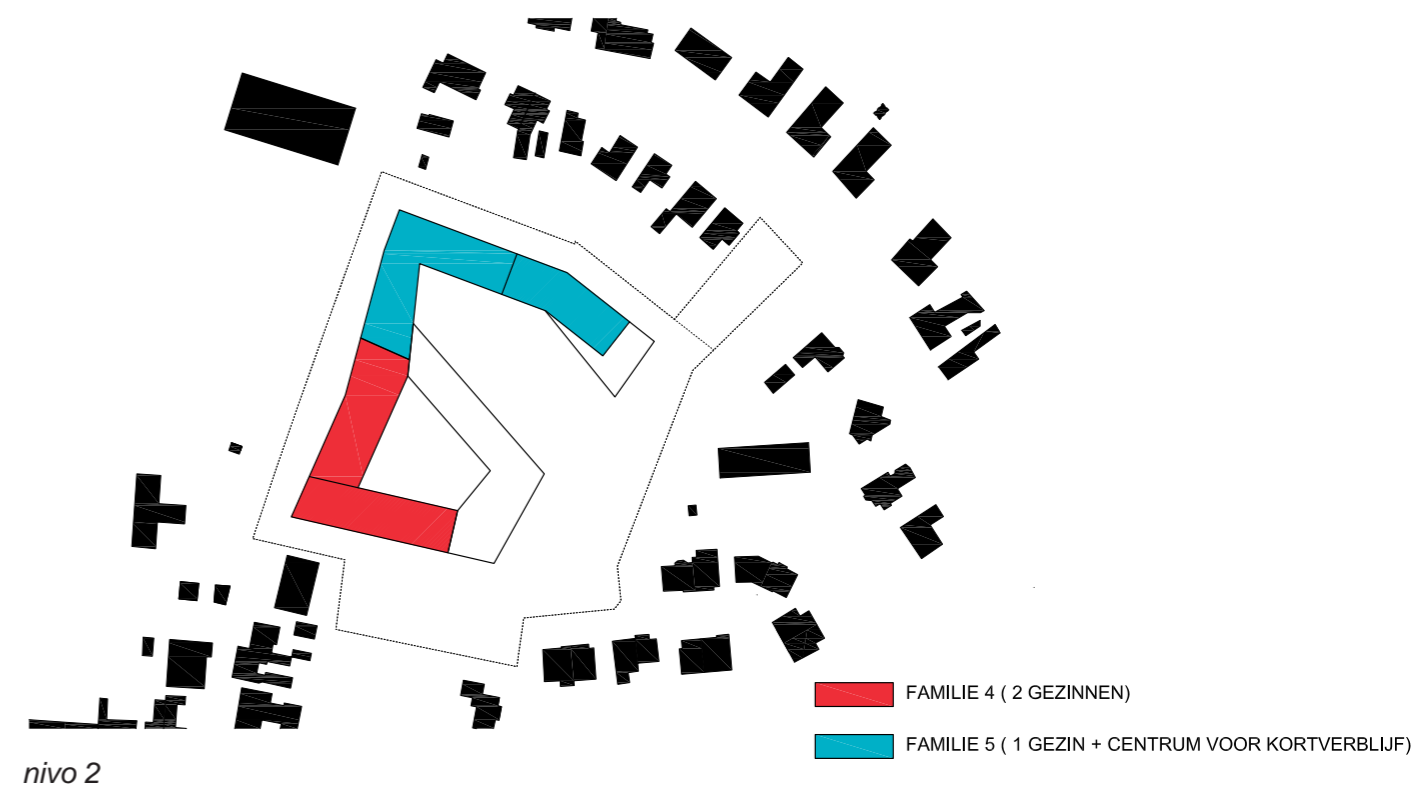 FAMILIE 4 ( 2 GEZINNEN)
FAMILIE 5 ( 1 GEZIN + CENTRUM VOOR KORTVERBLIJF)
nivo 2